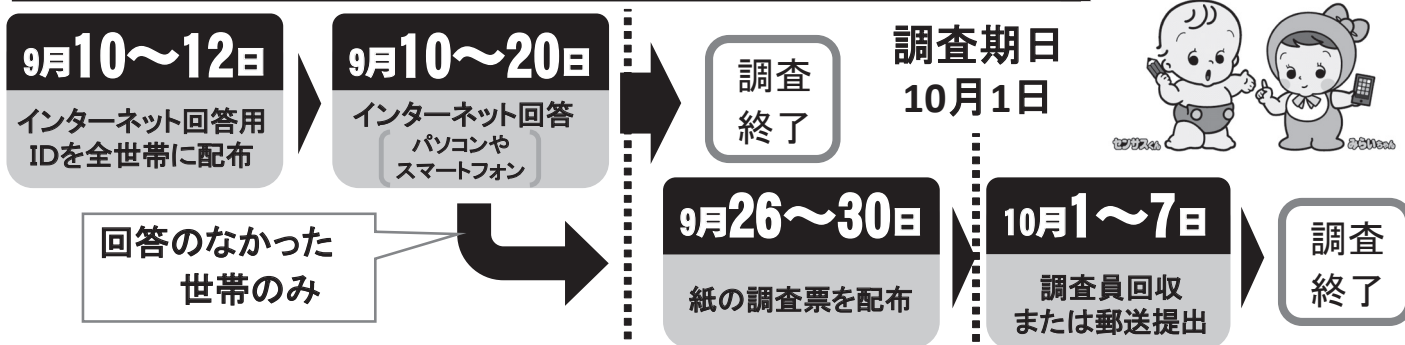 9月10～12日
インターネット回答用
IDを全世帯に配布
9月10～20日
インターネット回答
パソコンや
スマートフォン
調査
終了
調査期日
10月1日
センサスくん
みらいちゃん
回答のなかった
世帯のみ
9月26～30日
紙の調査票を配布
10月1～7日
調査員回収
または郵送提出
調査
終了